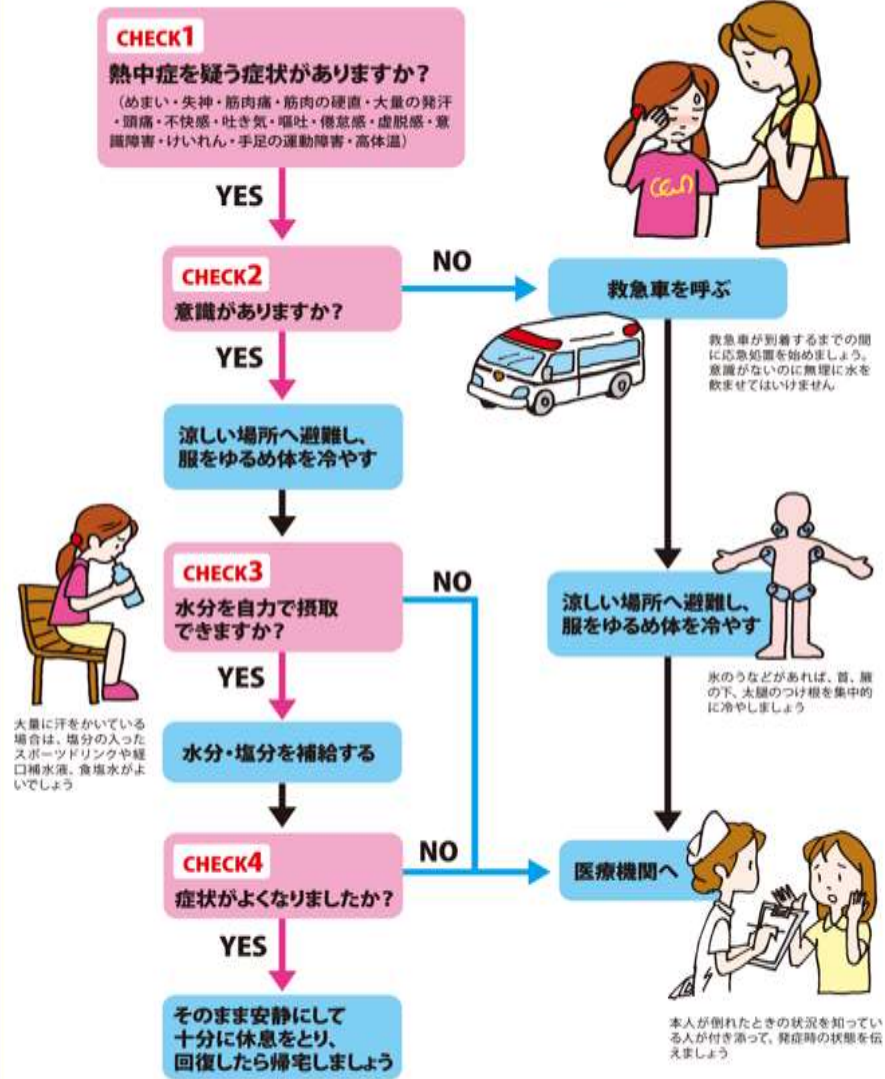 CHECK1
熱中症を疑う症状がありますか？
（めまい・失神・筋肉痛・筋肉の硬直・大量の発汗
・頭痛・不快感・吐き気・嘔吐・倦怠感・虚脱感・意
識障害・けいれん・手足の運動障害・高体温）
YES
CHECK2
意識がありますか？
NO
救急車を呼ぶ
救急車が到着するまでの間
に応急処置を始めましょう。
意識がないのに無理に水を
飲ませてはいけません
YES
涼しい場所へ避難し、
服をゆるめ体を冷やす
CHECK3
水分を自力で摂取
できますか？
NO
涼しい場所へ避難し、
服をゆるめ体を冷やす
氷のうなどがあれば、首、腋
の下、太腿のつけ根を集中的
に冷やしましょう
YES
大量に汗をかいている
場合は、塩分の入った
スポーツドリンクや経
口補水液、食塩水がよ
いでしょう
水分・塩分を補給する
CHECK4
症状がよくなりましたか？
NO
医療機関へ
YES
そのまま安静にして
十分に休息をとり、
回復したら帰宅しましょう
本人が倒れたときの状況を知ってい
る人が付き添って、発症時の状態を伝
えましょう